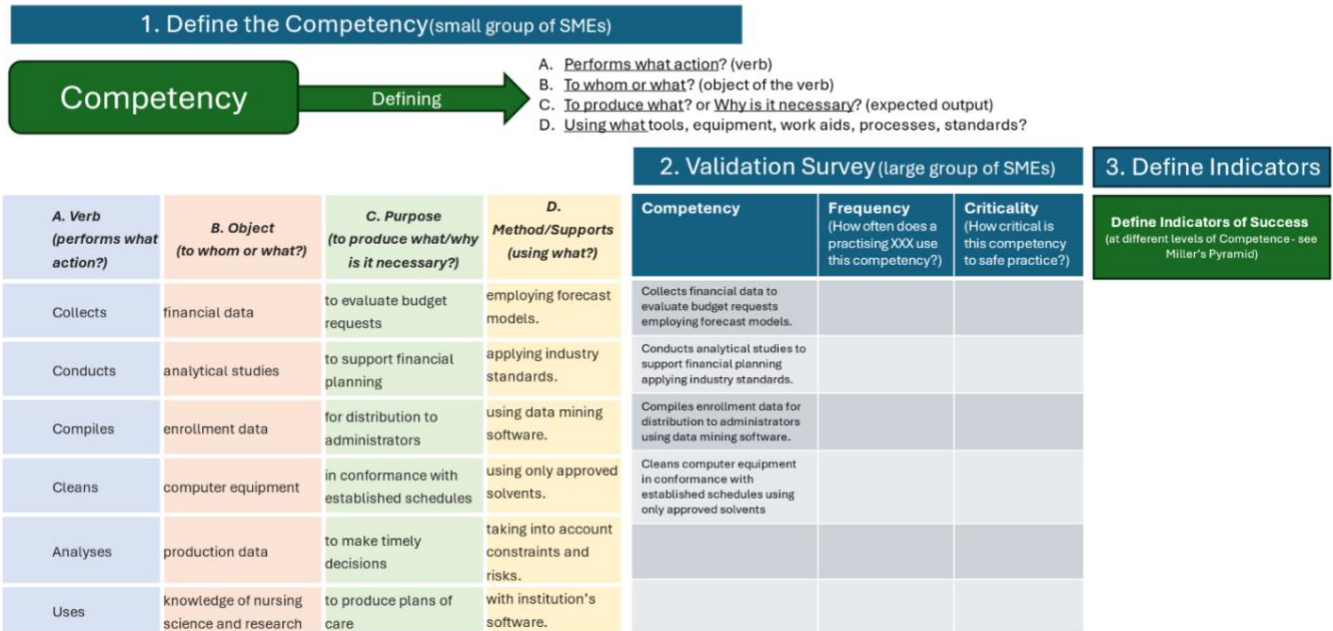 1. Define the Competency(small group of SMEs)
Competency
Defining
A. Performs what action? (verb)
B. To whom or what? (object of the verb)
C. To produce what? or Why is it necessary? (expected output)
D. Using what tools, equipment, work aids, processes, standards?
2. Validation Survey(large group of SMEs)
3. Define Indicators
A. Verb
(performs what
action?)
B. Object
(to whom or what?)
C. Purpose
(to produce what/why
is it necessary?)
D.
Method/Supports
(using what?)
Collects
financial data
to evaluate budget
requests
employing forecast
models.
Conducts
analytical studies
to support financial
planning
applying industry
standards.
Compiles
enrollment data
for distribution to
administrators
using data mining
software.
Cleans
computer equipment
in conformance with
established schedules
using only approved
solvents.
Analyses
production data
to make timely
decisions
taking into account
constraints and
risks.
Uses
knowledge of nursing
science and research
to produce plans of
care
with institution's
software.
Competency
Frequency
(How often does a
practising XXX use
this competency?)
Criticality
(How critical is
this competency
to safe practice?)
Collects financial data to
evaluate budget requests
employing forecast models.
Conducts analytical studies to
support financial planning
applying industry standards.
Compiles enrollment data for
distribution to administrators
using data mining software.
Cleans computer equipment
in conformance with
established schedules using
only approved solvents
Define Indicators of Success
(at different levels of Competence - see
Miller's Pyramid)